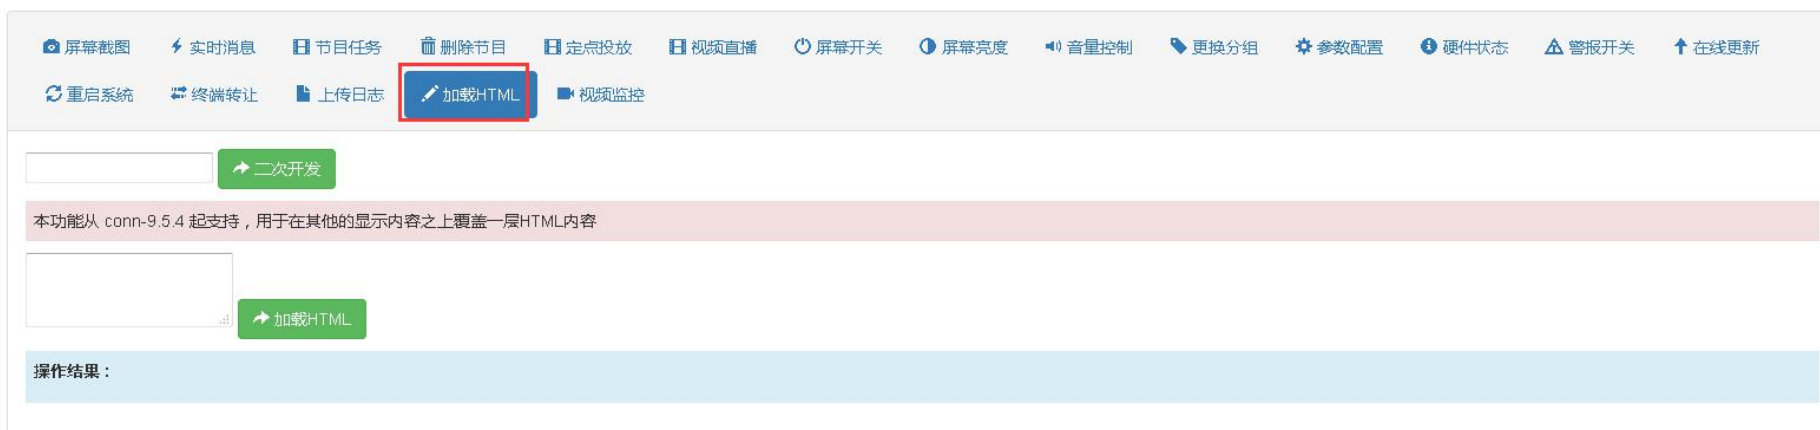 屏幕截图 实时消息 节目任务 删除节目 定点投放 视频直播 屏幕开关 屏幕亮度 音量控制 更换分组 参数配置 硬件状态 警报开关 在线更新
重启系统 终端转让 上传日志 加载HTML 视频监控
二次开发
本功能从 conn-9.5.4 起支持，用于在其他的显示内容之上覆盖一层HTML内容
加载HTML
操作结果：